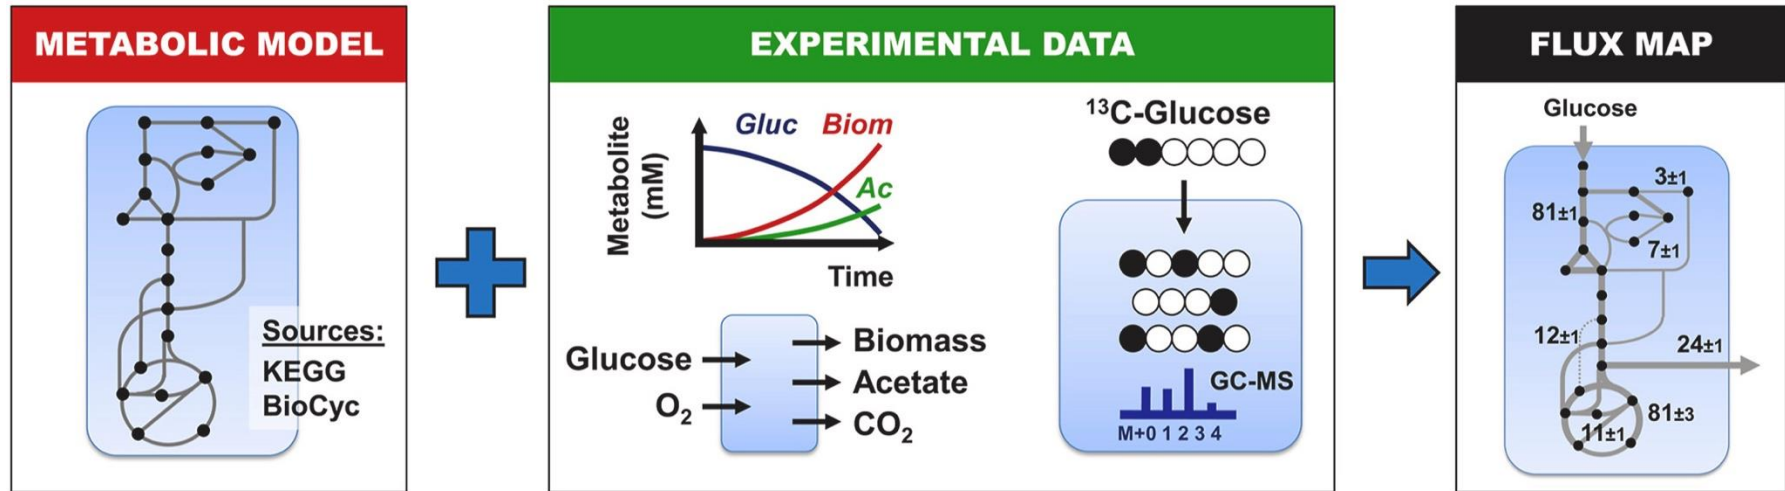 METABOLIC MODEL
Sources:
KEGG
BioCyc
EXPERIMENTAL DATA
Metabolite
(mM)
Gluc
Biom
Ac
Time
Glucose
O₂
Biomass
Acetate
CO₂
¹³C-Glucose
GC-MS
M+0 1 2 3 4
FLUX MAP
Glucose
3±1
81±1
7±1
12±1
24±1
81±3
11±1